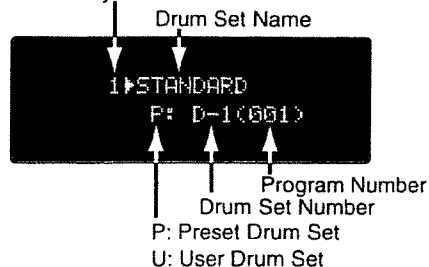 Drum Set Name
1▶STANDARD
P: D-1(001)
Program Number
Drum Set Number
P: Preset Drum Set
U: User Drum Set